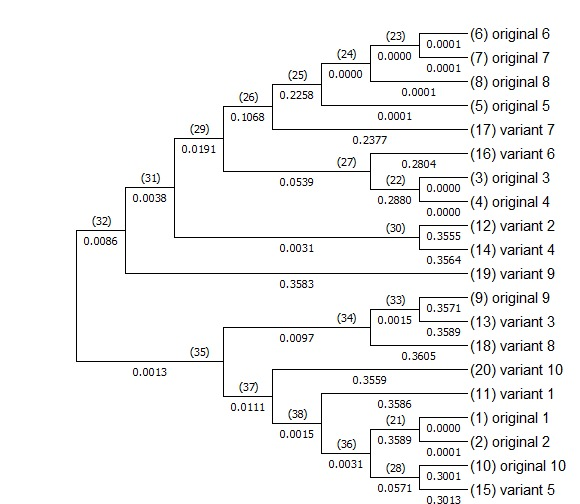 (23)
(6) original 6
0.0001
(24)
0.0000
(7) original 7
0.0001
(25)
0.0000
(8) original 8
0.0001
(26)
0.2258
(5) original 5
0.0001
(29)
0.1068
(17) variant 7
0.2377
0.0191
(27)
(16) variant 6
0.2804
(31)
0.0539
(22)
(3) original 3
0.0000
0.0038
0.2880
(4) original 4
0.0000
(32)
(30)
(12) variant 2
0.3555
0.0086
0.0031
(14) variant 4
0.3564
(19) variant 9
0.3583
(33)
(9) original 9
0.3571
(34)
0.0015
(13) variant 3
0.3589
0.0097
(18) variant 8
0.3605
(35)
0.0013
(20) variant 10
0.3559
(37)
0.0111
(11) variant 1
0.3586
(38)
0.0015
(21)
(1) original 1
0.0000
0.3589
(2) original 2
0.0001
(36)
0.0031
(28)
(10) original 10
0.3001
0.0571
(15) variant 5
0.3013